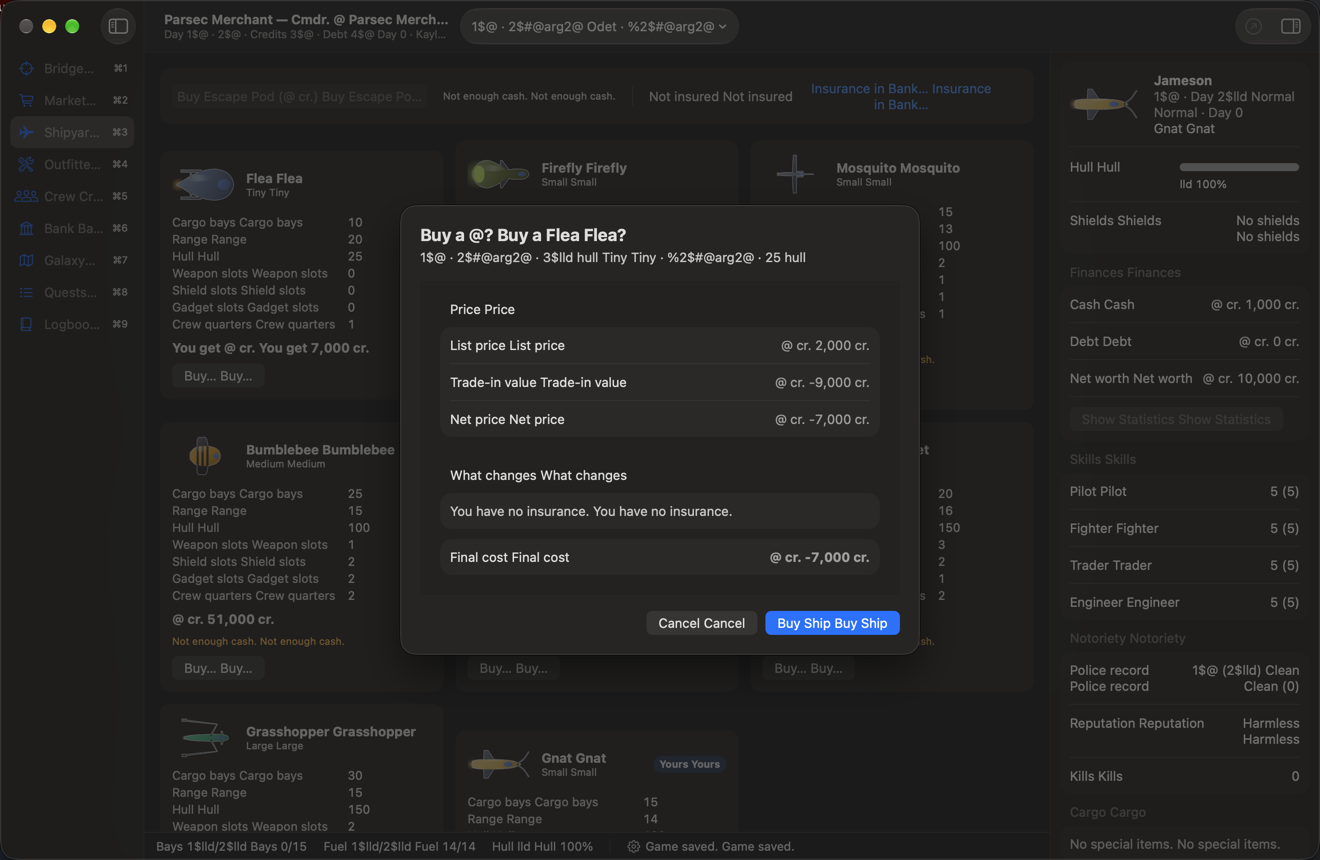 Parsec Merchant — Cmdr. @ Parsec Merch...
Day 1$@ · 2$@ · Credits 3$@ · Debt 4$@ Day 0 · Kayl...
1$@ · 2$#@arg2@ Odet · %2$#@arg2@
Bridge... ⌘1
Market... ⌘2
Shipyar... ⌘3
Outfitte... ⌘4
Crew Cr... ⌘5
Bank Ba... ⌘6
Galaxy... ⌘7
Quests... ⌘8
Logboo... ⌘9
Buy Escape Pod (@ cr.) Buy Escape Po...
Not enough cash. Not enough cash.
Not insured Not insured
Insurance in Bank... Insurance
in Bank...
Flea Flea
Tiny Tiny
Cargo bays Cargo bays 10
Range Range 20
Hull Hull 25
Weapon slots Weapon slots 0
Shield slots Shield slots 0
Gadget slots Gadget slots 0
Crew quarters Crew quarters 1
You get @ cr. You get 7,000 cr.
Buy... Buy...
Firefly Firefly
Small Small
Mosquito Mosquito
Small Small
15
13
100
2
1
1
s 1
sh.
Buy a @? Buy a Flea Flea?
1$@ · 2$#@arg2@ · 3$lld hull Tiny Tiny · %2$#@arg2@ · 25 hull
Price Price
List price List price @ cr. 2,000 cr.
Trade-in value Trade-in value @ cr. -9,000 cr.
Net price Net price @ cr. -7,000 cr.
What changes What changes
You have no insurance. You have no insurance.
Final cost Final cost @ cr. -7,000 cr.
Cancel Cancel
Buy Ship Buy Ship
Bumblebee Bumblebee
Medium Medium
Cargo bays Cargo bays 25
Range Range 15
Hull Hull 100
Weapon slots Weapon slots 1
Shield slots Shield slots 2
Gadget slots Gadget slots 2
Crew quarters Crew quarters 2
@ cr. 51,000 cr.
Not enough cash. Not enough cash.
Buy... Buy...
Buy... Buy...
et
20
16
150
3
2
1
s 2
sh.
Buy... Buy...
Grasshopper Grasshopper
Large Large
Cargo bays Cargo bays 30
Range Range 15
Hull Hull 150
Weapon slots Weapon slots 2
Gnat Gnat
Small Small
Yours Yours
Cargo bays Cargo bays 15
Range Range 14
Jameson
1$@ · Day 2$lld Normal
Normal · Day 0
Gnat Gnat
Hull Hull
lld 100%
Shields Shields No shields
No shields
Finances Finances
Cash Cash @ cr. 1,000 cr.
Debt Debt @ cr. 0 cr.
Net worth Net worth @ cr. 10,000 cr.
Show Statistics Show Statistics
Skills Skills
Pilot Pilot 5 (5)
Fighter Fighter 5 (5)
Trader Trader 5 (5)
Engineer Engineer 5 (5)
Notoriety Notoriety
Police record 1$@ (2$lld) Clean
Police record Clean (0)
Reputation Reputation Harmless
Harmless
Kills Kills 0
Cargo Cargo
No special items. No special items.
Bays 1$lld/2$lld Bays 0/15 Fuel 1$lld/2$lld Fuel 14/14 Hull lld Hull 100% Game saved. Game saved.